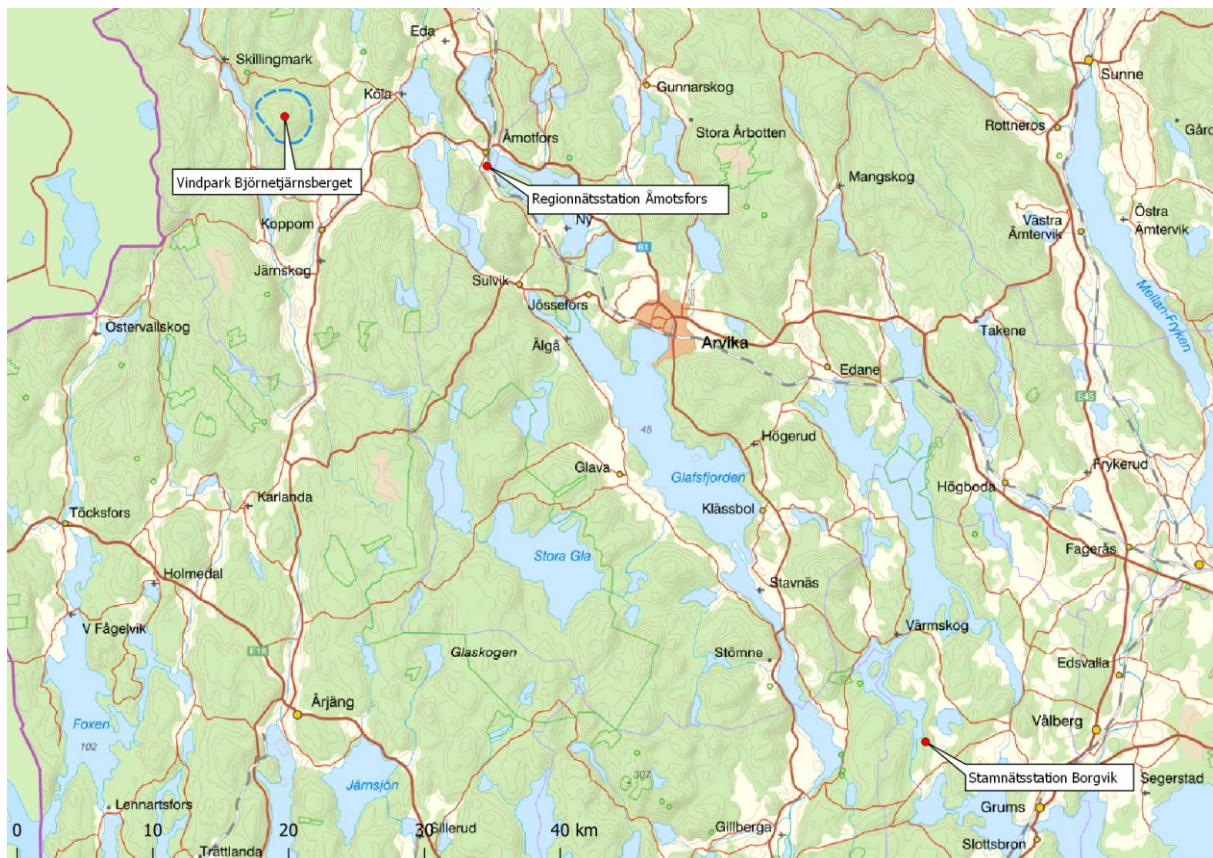 Eda
Skillingmark
Sunne
Köla
Gunnarskog
Stora Årbotten
Rottneros
Gård
Åmotfors
Vindpark Björnetjärnsberget
Mangskog
Regionnätsstation Åmotsfors
Koppom
Ny
Västra
Ämtervik
Östra
Ämtervik
61
Järnskog
Sulvik
Jössefors
Mellan-Fryken
Östervallskog
Takene
Älgå
Arvika
Edane
E45
45
Högerud
Glava
Glafsfjorden
Frykerud
Högboda
Karlanda
Klässbol
Töcksfors
Stora Gla
Fagerås
Holmedal
Stavnäs
V Fågelvik
Värmskog
E18
Glaskogen
Stömne
Edsvalla
Årjäng
Foxen
102
Vålberg
Stamnätsstation Borgvik
Segerstad
307
Järnsjön
Lennartsfors
Grums
0 10 20 30 40 km
Sillerud
Gillberga
Slottsbron
Trättlanda